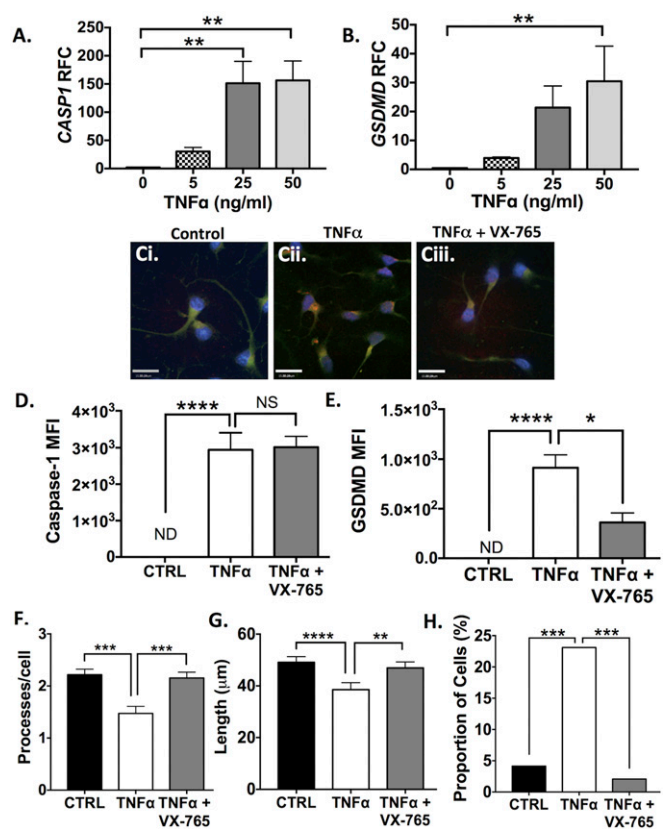 A.
**
**
CASP1 RFC
200
150
100
50
0
0 5 25 50
TNFα (ng/ml)
B.
**
GSDMD RFC
50
40
30
20
10
0
0 5 25 50
TNFα (ng/ml)
Control TNFα TNFα + VX-765
Ci. Cii. Ciii.
D.
**** NS
Caspase-1 MFI
4×10³
3×10³
2×10³
1×10³
0
ND
CTRL TNFα TNFα +
VX-765
E.
**** *
GSDMD MFI
1.5×10³
1.0×10³
5.0×10²
0.0
ND
CTRL TNFα TNFα +
VX-765
F.
*** ***
Processes/cell
3
2
1
CTRL TNFα TNFα +
VX-765
G.
**** **
Length (μm)
60
40
20
0
CTRL TNFα TNFα +
VX-765
H.
*** ***
Proportion of Cells (%)
25
20
15
10
5
0
CTRL TNFα TNFα +
VX-765